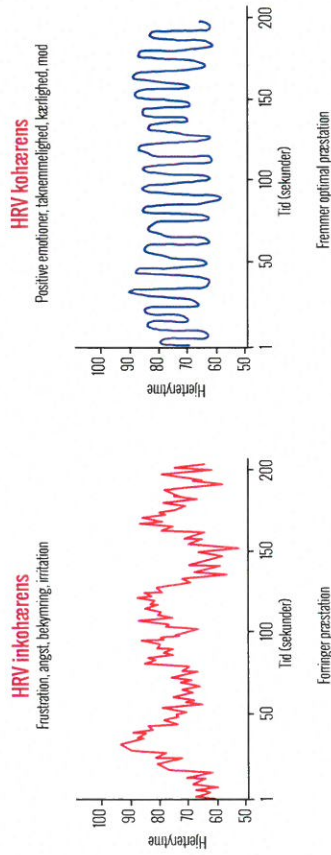 HRV inkohærens
Frustration, angst, bekymning, irritation
100
90
80
70
60
50
Hjerterytme
1
50
100
150
200
Tid (sekunder)
Forringer præstation
HRV kohærens
Positive emotioner, taknemmelighed, kærlighed, mod
100
90
80
70
60
50
Hjerterytme
1
50
100
150
200
Tid (sekunder)
Fremmer optimal præstation